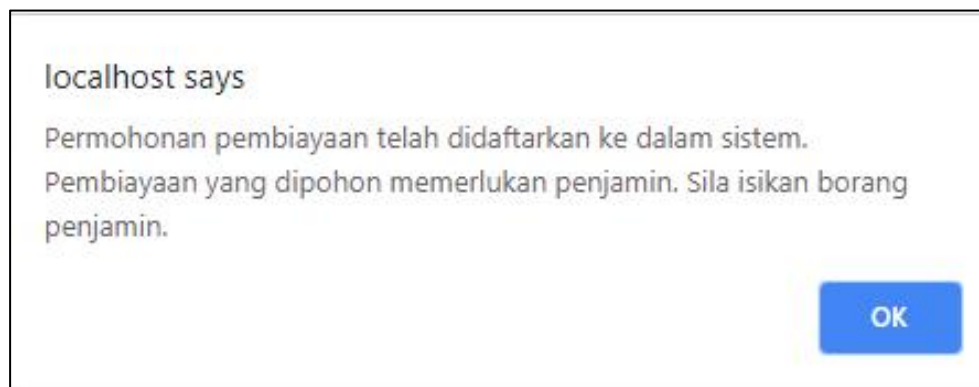 localhost says
Permohonan pembiayaan telah didaftarkan ke dalam sistem.
Pembiayaan yang dipohon memerlukan penjamin. Sila isikan borang
penjamin.
OK